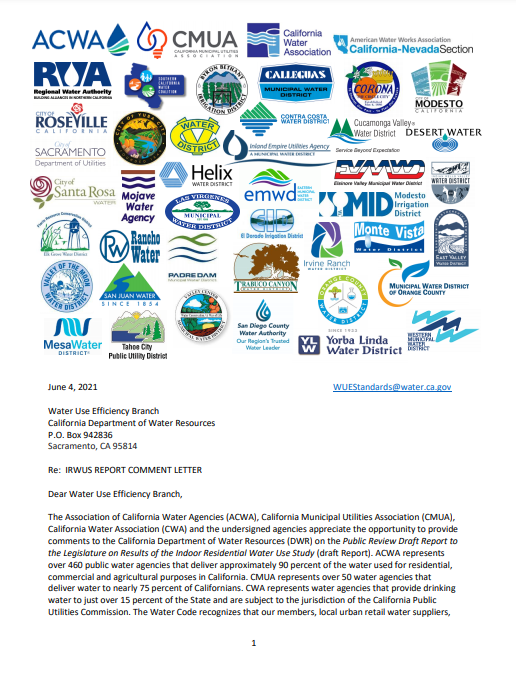 ACWA
CMUA
CALIFORNIA MUNICIPAL UTILITIES
ASSOCIATION
California
Water
Association
American Water Works Association
California-Nevada Section
RWA
Regional Water Authority
BUILDING ALLIANCES IN NORTHERN CALIFORNIA
SOUTHERN
CALIFORNIA
WATER
COALITION
BYRON BETHANY
IRRIGATION DISTRICT
CALLEGUAS
MUNICIPAL WATER
DISTRICT
CORONA
MODESTO
CALIFORNIA
CITY OF
ROSEVILLE
CALIFORNIA
WATER
DISTRICT
CONTRA COSTA
WATER DISTRICT
Cucamonga Valley
Water District
Service Beyond Expectation
DESERT WATER
City of
SACRAMENTO
Department of Utilities
Inland Empire Utilities Agency
A MUNICIPAL WATER DISTRICT
City of
Santa Rosa
WATER
Mojave
Water
Agency
Helix
WATER DISTRICT
emwd
EASTERN
MUNICIPAL
WATER
DISTRICT
EVMWD
Elsinore Valley Municipal Water District
WATER DISTRICT
LAS VIRGENES
MUNICIPAL
WATER DISTRICT
EID
El Dorado Irrigation District
MID
Modesto
Irrigation
District
Elk Grove Water District
Rancho
Water
PADRE DAM
Municipal Water District
TRABUCO CANYON
WATER DISTRICT
Irvine Ranch
WATER DISTRICT
Monte Vista
Water District
EAST VALLEY
WATER DISTRICT
VALLEY OF THE MOON
WATER DISTRICT
SAN JUAN WATER
SINCE 1854
VALLEY CENTER
MUNICIPAL WATER DISTRICT
San Diego County
Water Authority
Our Region's Trusted
Water Leader
SINCE 1923
MUNICIPAL
WATER
DISTRICT
OF
ORANGE
COUNTY
MesaWater
DISTRICT
Tahoe City
Public Utility District
YL
Yorba Linda
Water District
WESTERN
MUNICIPAL
WATER
DISTRICT
June 4, 2021 WUEStandards@water.ca.gov
Water Use Efficiency Branch
California Department of Water Resources
P.O. Box 942836
Sacramento, CA 95814
Re: IRWUS REPORT COMMENT LETTER
Dear Water Use Efficiency Branch,
The Association of California Water Agencies (ACWA), California Municipal Utilities Association (CMUA),
California Water Association (CWA) and the undersigned agencies appreciate the opportunity to provide
comments to the California Department of Water Resources (DWR) on the Public Review Draft Report to
the Legislature on Results of the Indoor Residential Water Use Study (draft Report). ACWA represents
over 460 public water agencies that deliver approximately 90 percent of the water used for residential,
commercial and agricultural purposes in California. CMUA represents over 50 water agencies that
deliver water to nearly 75 percent of Californians. CWA represents water agencies that provide drinking
water to just over 15 percent of the State and are subject to the jurisdiction of the California Public
Utilities Commission. The Water Code recognizes that our members, local urban retail water suppliers,
1